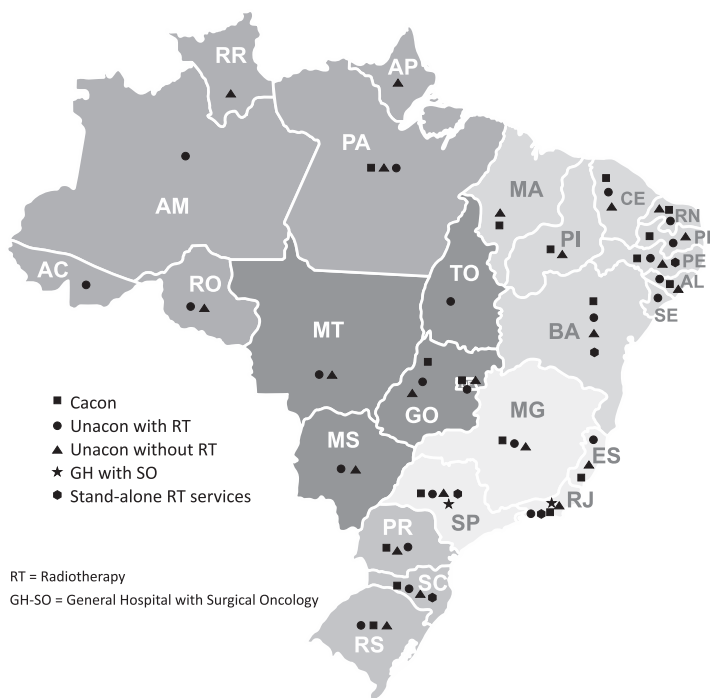 RR
AP
PA
AM
MA
CE
RN
PI
PI
PE
AL
SE
AC
RO
TO
MT
BA
GO
MG
MS
ES
RJ
SP
PR
SC
RS
Cacon
Unacon with RT
Unacon without RT
GH with SO
Stand-alone RT services
RT = Radiotherapy
GH-SO = General Hospital with Surgical Oncology